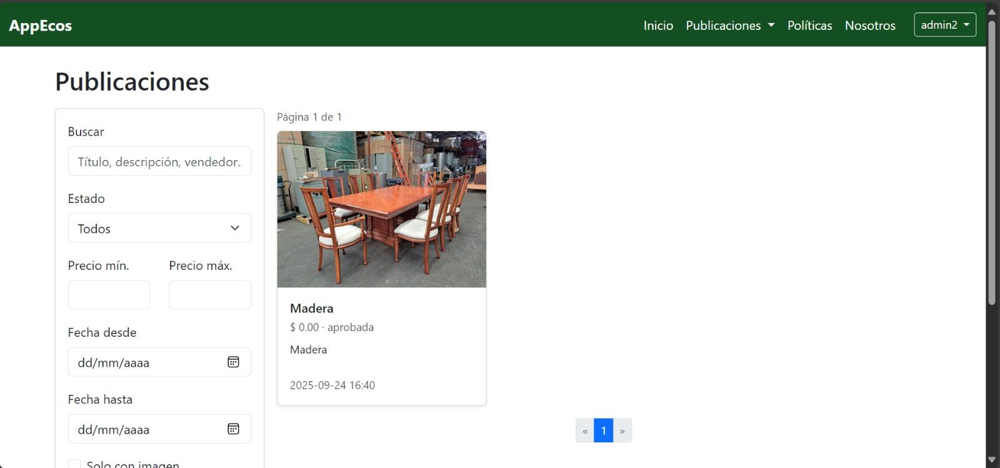 AppEcos
Inicio Publicaciones Políticas Nosotros admin2
Publicaciones
Buscar
Título, descripción, vendedor..
Estado
Todos
Precio mín. Precio máx.
Fecha desde
dd/mm/aaaa
Fecha hasta
dd/mm/aaaa
Solo con imagen
Página 1 de 1
Madera
$ 0.00 · aprobada
Madera
2025-09-24 16:40
« 1 »